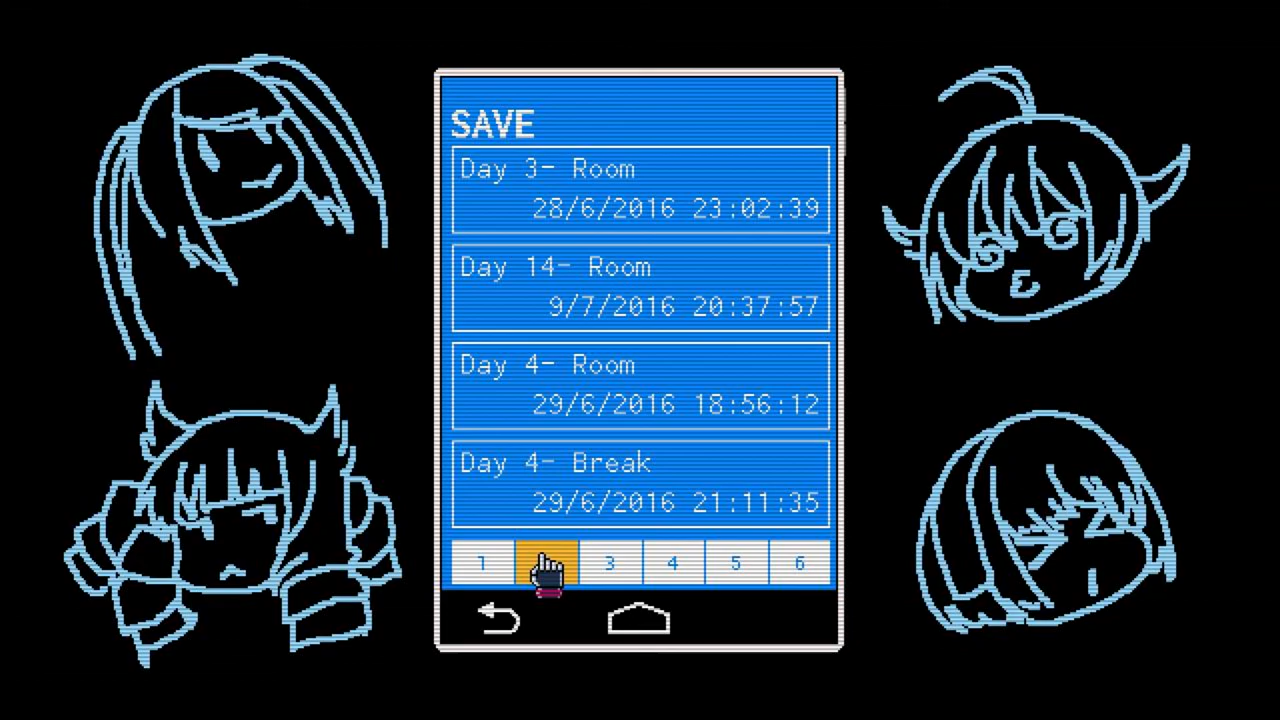 SAVE
Day 3- Room
28/6/2016 23:02:39
Day 14- Room
9/7/2016 20:37:57
Day 4- Room
29/6/2016 18:56:12
Day 4- Break
29/6/2016 21:11:35
1 3 4 5 6